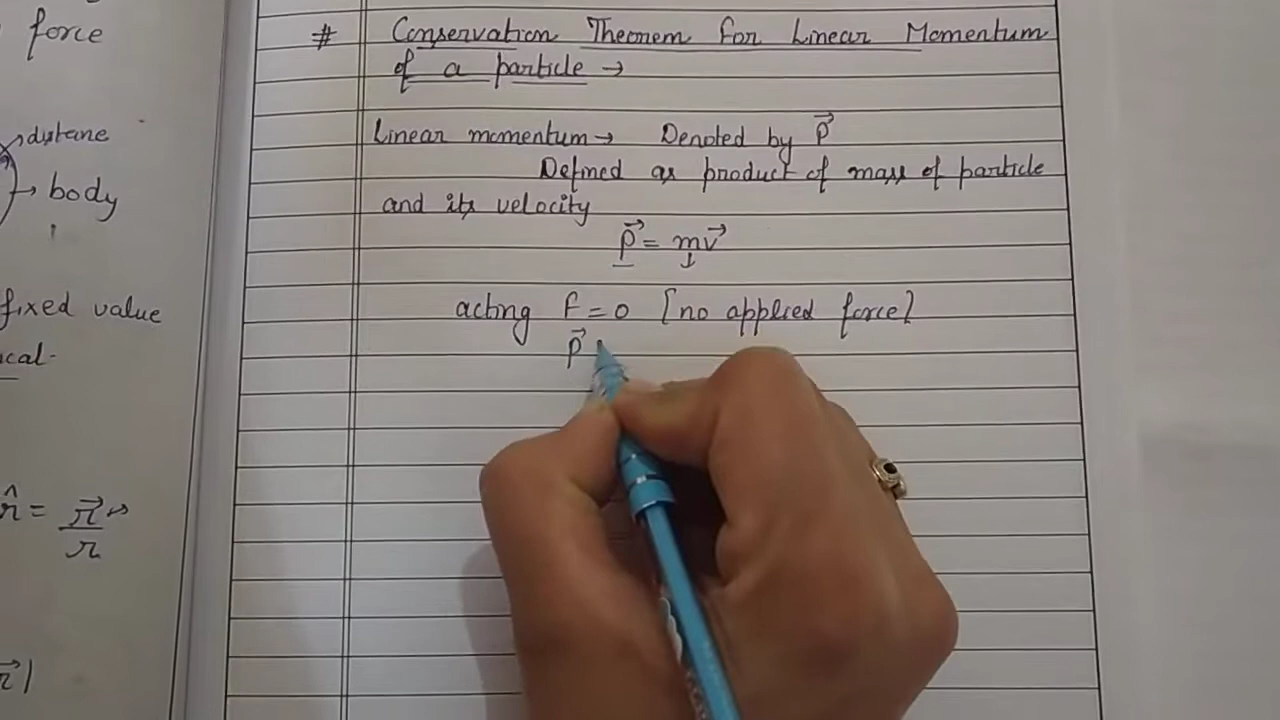 force
distane
body
fixed value
cal-
r̂ = r⃗ / r
r⃗|
# Conservation Theorem for Linear Momentum
of a particle →
Linear momentum → Denoted by p⃗
Defined as product of mass of particle
and its velocity
p⃗ = mv⃗
acting F = 0 [no applied force]
p⃗